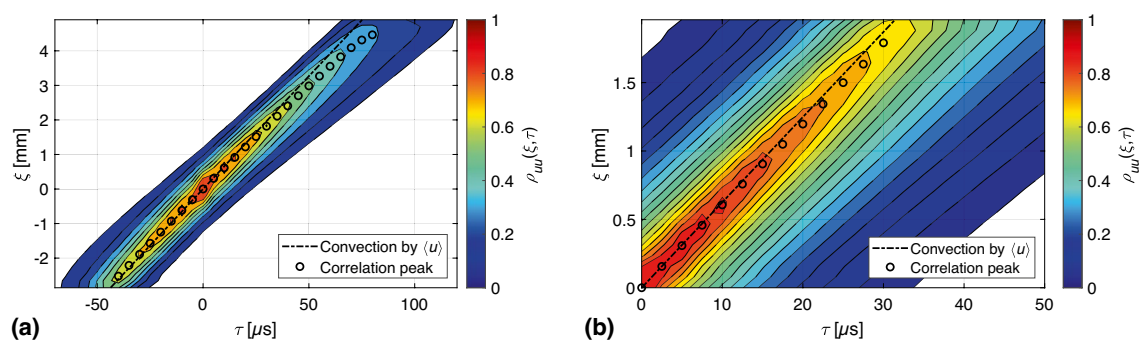 4
3
2
1
0
-1
-2
ξ [mm]
-50 0 50 100
τ [μs]
Convection by ⟨u⟩
Correlation peak
1
0.8
0.6
0.4
0.2
0
ρuu(ξ,τ)
(a)
1.5
1
0.5
0
ξ [mm]
0 10 20 30 40 50
τ [μs]
Convection by ⟨u⟩
Correlation peak
1
0.8
0.6
0.4
0.2
0
ρuu(ξ,τ)
(b)